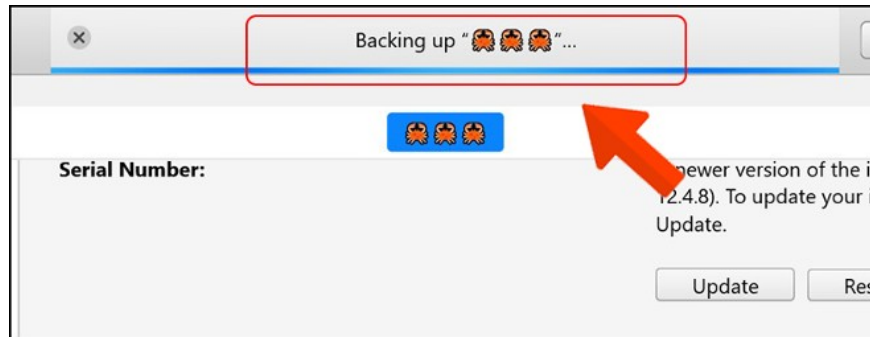 Backing up “🦀🦀🦀”...
🦀🦀🦀
Serial Number:
newer version of the
12.4.8). To update your
Update.
Update